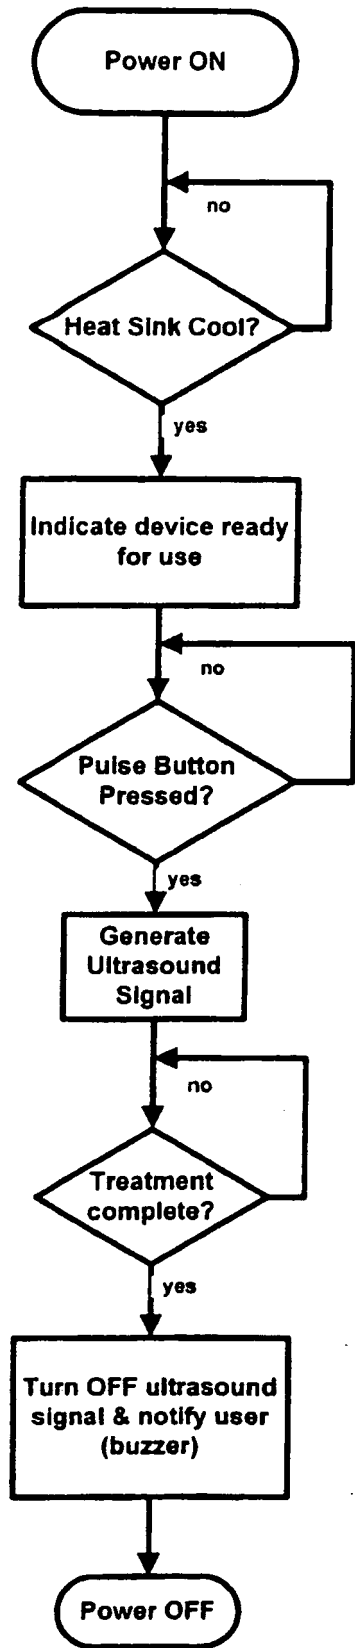 Power ON
no
Heat Sink Cool?
yes
Indicate device ready
for use
no
Pulse Button
Pressed?
yes
Generate
Ultrasound
Signal
no
Treatment
complete?
yes
Turn OFF ultrasound
signal & notify user
(buzzer)
Power OFF